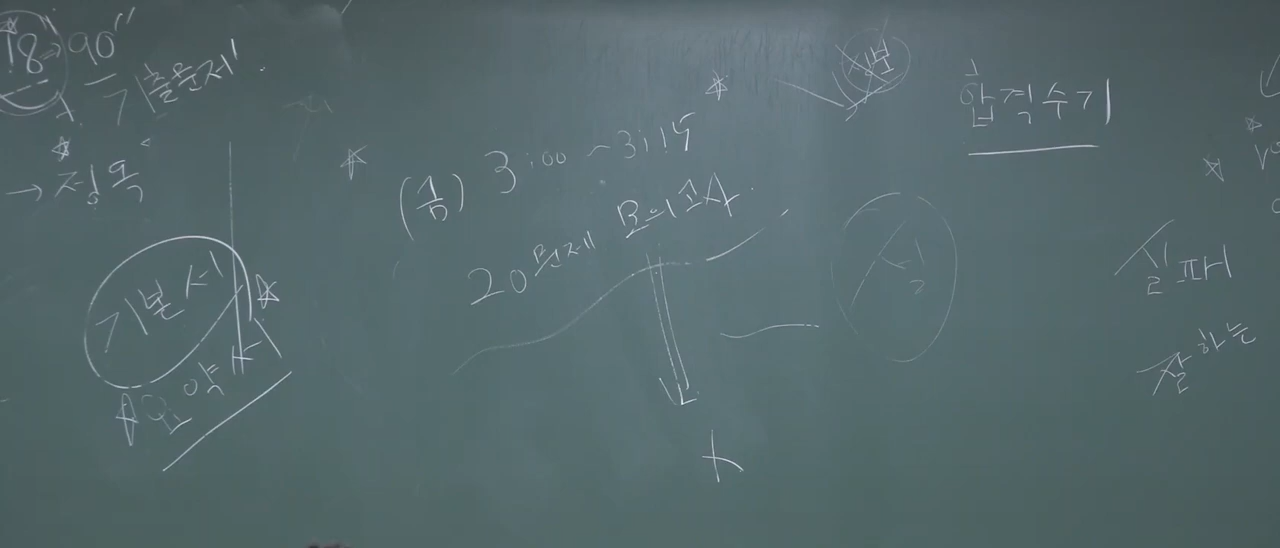 18 → 90"
기출문제
→ 정독
기본서
요약서
(금) 3:00 ~ 3:15
20문제 모의고사
합격수기
실패
잘하는